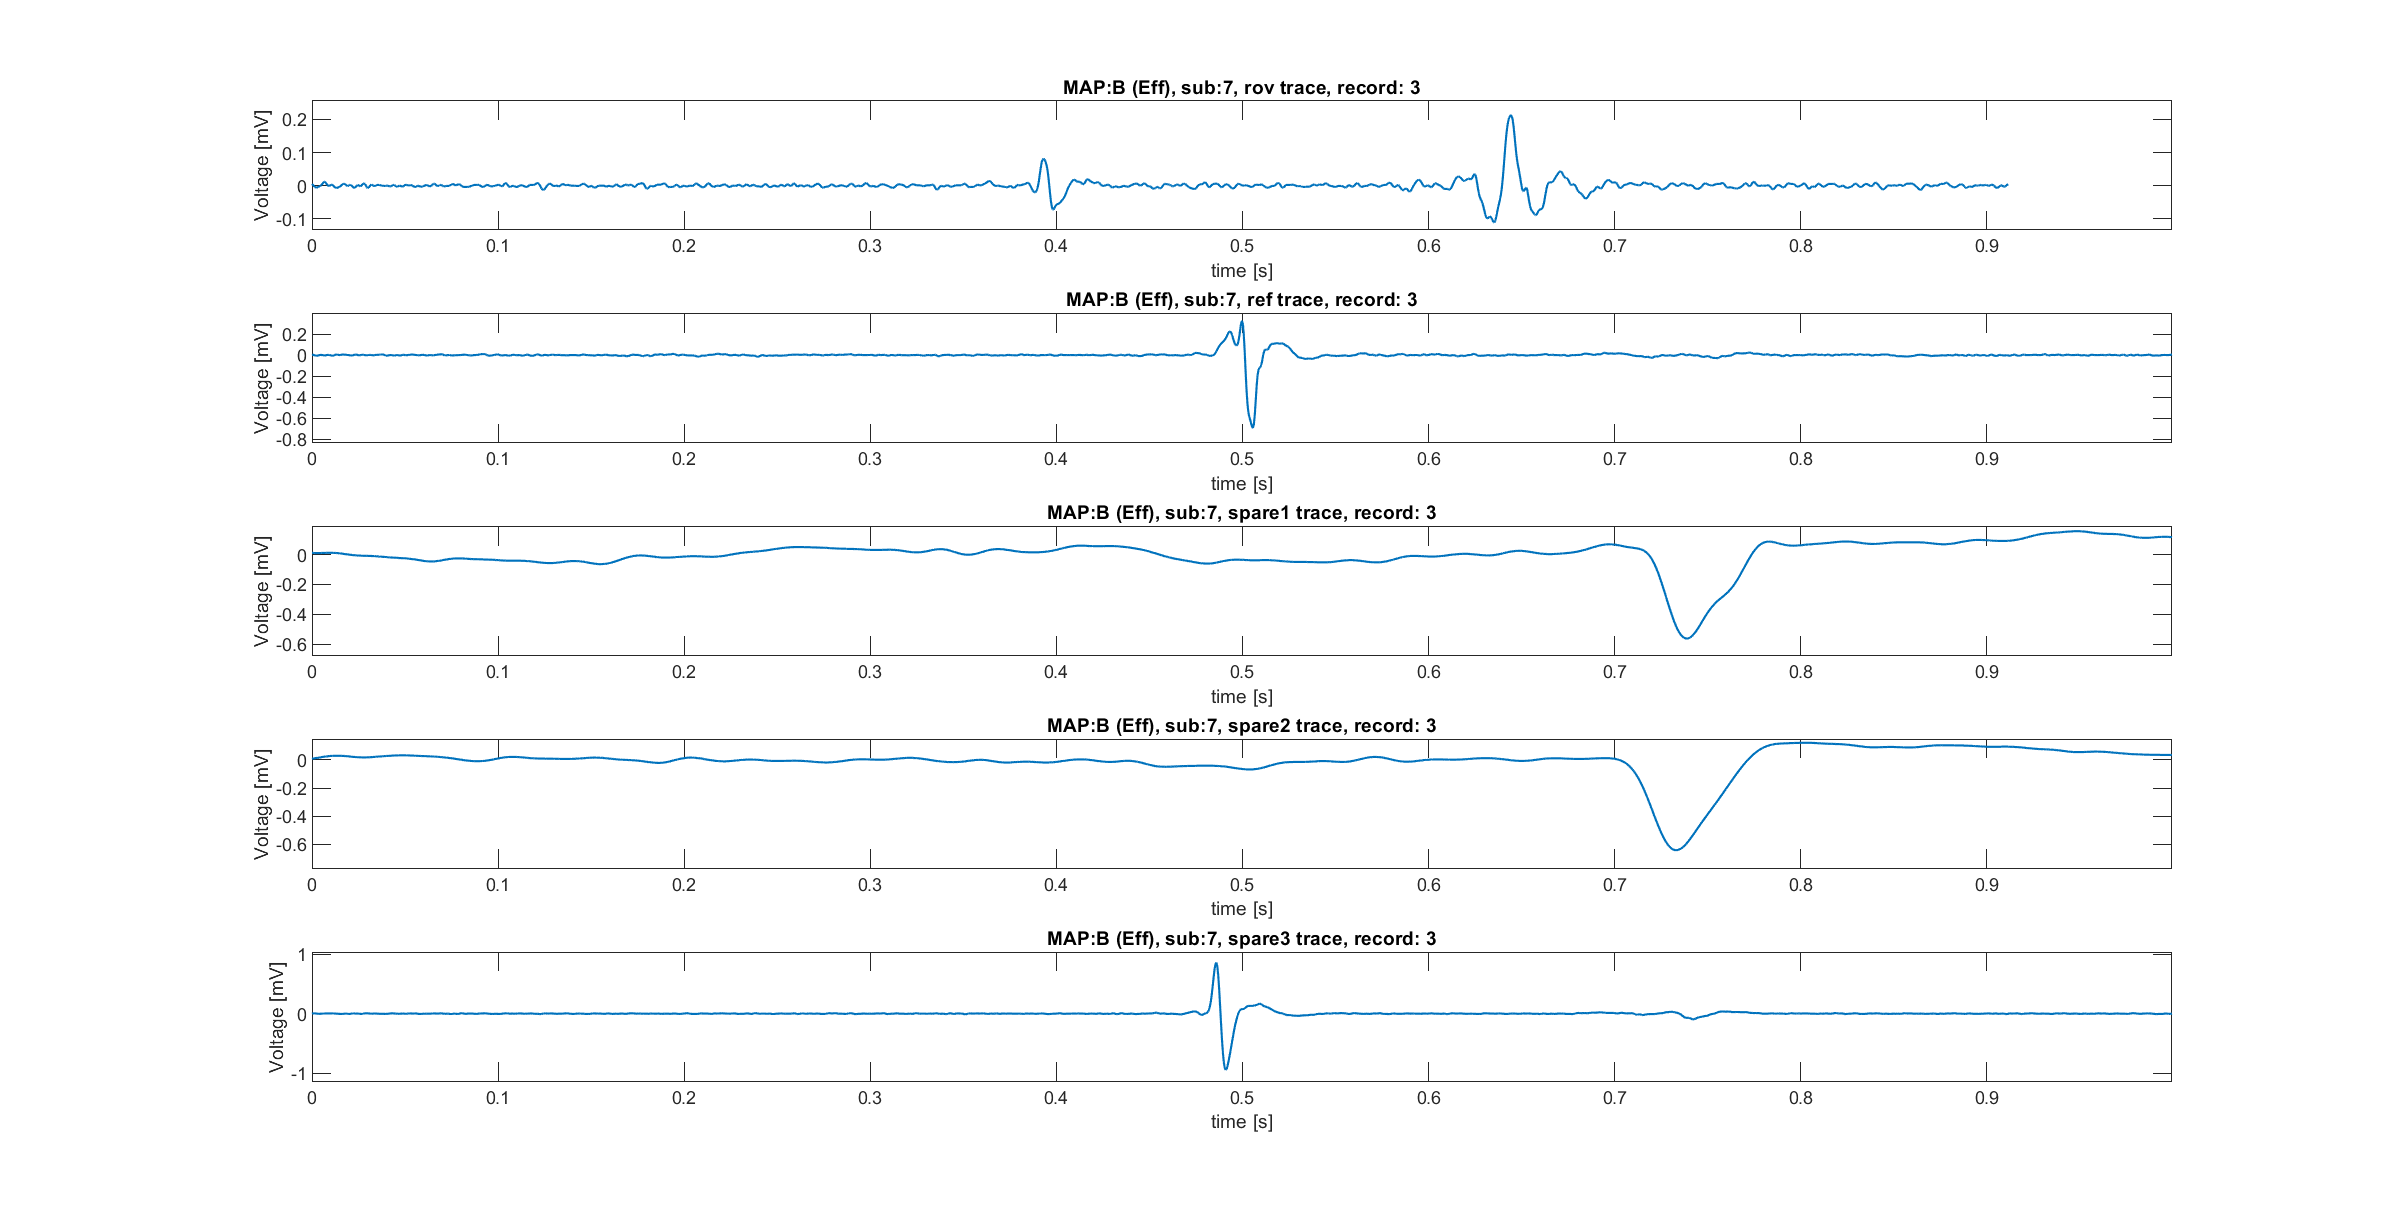 MAP:B (Eff), sub:7, rov trace, record: 3
Voltage [mV]
0.2
0.1
0
-0.1
0 0.1 0.2 0.3 0.4 0.5 0.6 0.7 0.8 0.9
time [s]
MAP:B (Eff), sub:7, ref trace, record: 3
Voltage [mV]
0.2
0
-0.2
-0.4
-0.6
-0.8
0 0.1 0.2 0.3 0.4 0.5 0.6 0.7 0.8 0.9
time [s]
MAP:B (Eff), sub:7, spare1 trace, record: 3
Voltage [mV]
0
-0.2
-0.4
-0.6
0 0.1 0.2 0.3 0.4 0.5 0.6 0.7 0.8 0.9
time [s]
MAP:B (Eff), sub:7, spare2 trace, record: 3
Voltage [mV]
0
-0.2
-0.4
-0.6
0 0.1 0.2 0.3 0.4 0.5 0.6 0.7 0.8 0.9
time [s]
MAP:B (Eff), sub:7, spare3 trace, record: 3
Voltage [mV]
1
0
-1
0 0.1 0.2 0.3 0.4 0.5 0.6 0.7 0.8 0.9
time [s]